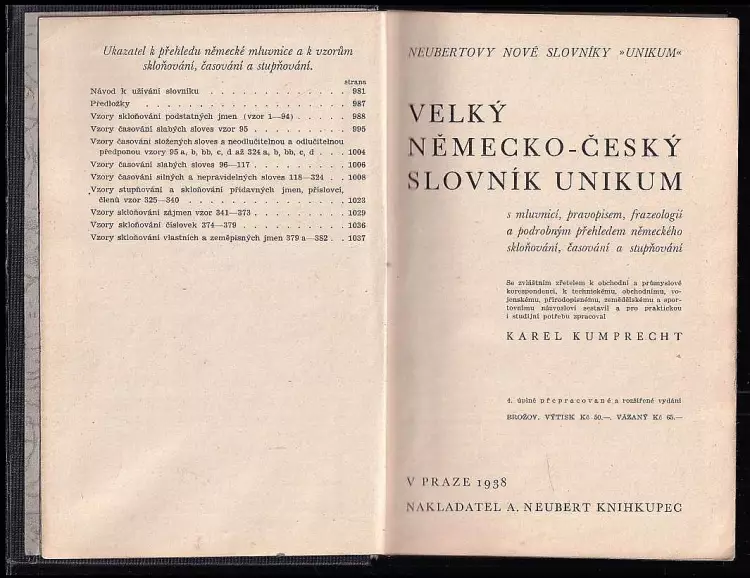 Ukazatel k přehledu německé mluvnice a k vzorům
skloňování, časování a stupňování.
strana
Návod k užívání slovníku . . . . . . . . . . . . . 981
Předložky . . . . . . . . . . . . . . . . . . 987
Vzory skloňování podstatných jmen (vzor 1—94) . . . . . 988
Vzory časování slabých sloves vzor 95 . . . . . . . . . 995
Vzory časování složených sloves s neodlučitelnou a odlučitelnou
předponou vzory 95 a, b, bb, c, d až 324 a, b, bb, c, d . . . 1004
Vzory časování slabých sloves 96—117 . . . . . . . . . 1006
Vzory časování silných a nepravidelných sloves 118—324 . . . 1008
Vzory stupňování a skloňování přídavných jmen, příslovcí,
členů vzor 325—340 . . . . . . . . . . . . . . 1023
Vzory skloňování zájmen vzor 341—373 . . . . . . . . . 1029
Vzory skloňování číslovek 374—379 . . . . . . . . . . 1036
Vzory skloňování vlastních a zeměpisných jmen 379 a—382 . . 1037
NEUBERTOVY NOVÉ SLOVNÍKY »UNIKUM«
VELKÝ
NĚMECKO-ČESKÝ
SLOVNÍK UNIKUM
s mluvnicí, pravopisem, frazeologií
a podrobným přehledem německého
skloňování, časování a stupňování
Se zvláštním zřetelem k obchodní a průmyslové
korespondenci, k technickému, obchodnímu, vo-
jenskému, přírodopisnému, zemědělskému a spor-
tovnímu názvosloví sestavil a pro praktickou
i studijní potřebu zpracoval
KAREL KUMPRECHT
4. úplně přepracované a rozšířené vydání
BROŽOV. VÝTISK Kč 50.—. VÁZANÝ Kč 65.—
V PRAZE 1938
NAKLADATEL A. NEUBERT KNIHKUPEC